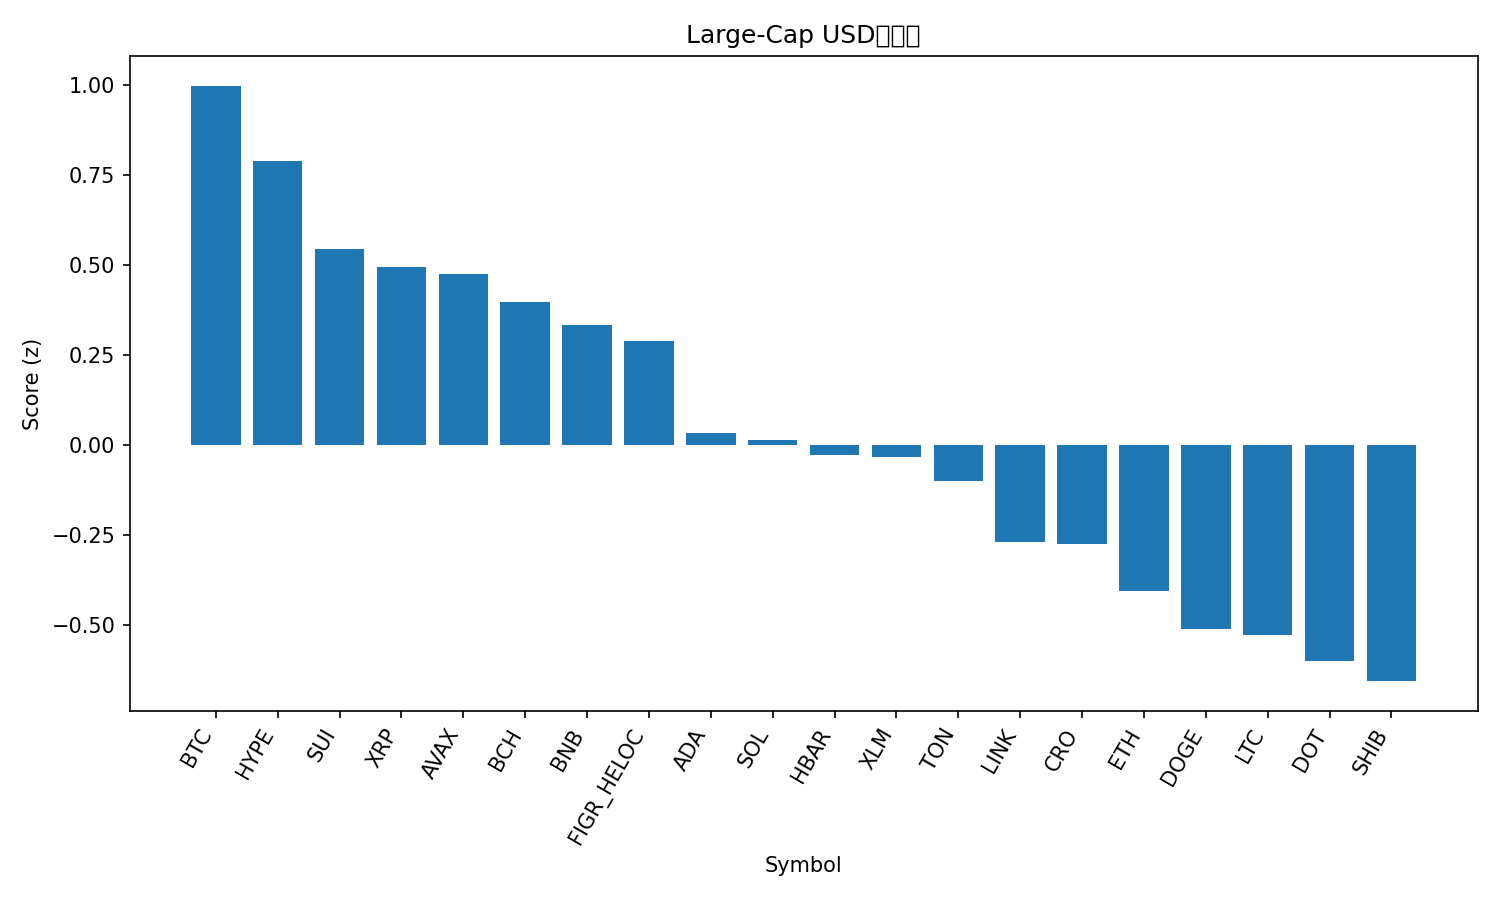 Large-Cap USD
1.00
0.75
0.50
0.25
0.00
−0.25
−0.50
Score (z)
BTC
HYPE
SUI
XRP
AVAX
BCH
BNB
FIGR_HELOC
ADA
SOL
HBAR
XLM
TON
LINK
CRO
ETH
DOGE
LTC
DOT
SHIB
Symbol